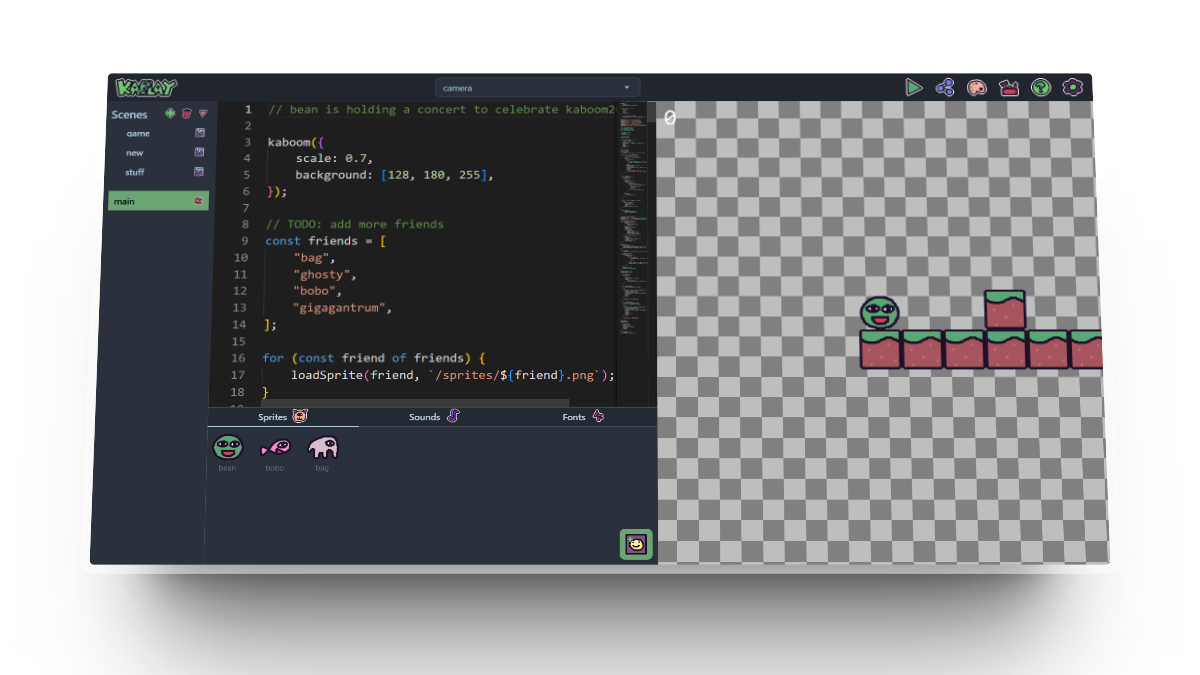 KAPLAY
camera
Scenes
game
new
stuff
main
1 // bean is holding a concert to celebrate kaboom2
2
3 kaboom({
4 scale: 0.7,
5 background: [128, 180, 255],
6 });
7
8 // TODO: add more friends
9 const friends = [
10 "bag",
11 "ghosty",
12 "bobo",
13 "gigagantrum",
14 ];
15
16 for (const friend of friends) {
17 loadSprite(friend, `/sprites/${friend}.png`);
18 }
Sprites
Sounds
Fonts
bean
bobo
bag
0